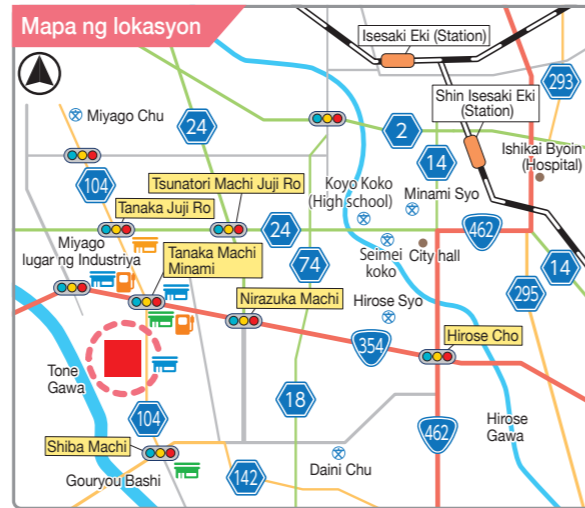 Mapa ng lokasyon
Isesaki Eki (Station)
Shin Isesaki Eki
(Station)
293
Miyago Chu
24
2
14
Ishikai Byoin
(Hospital)
104
Tsunatori Machi Juji Ro
Koyo Koko
(High school)
Minami Syo
Tanaka Juji Ro
24
462
Miyago
lugar ng Industriya
Tanaka Machi
Minami
74
Seimei
koko
City hall
14
295
Nirazuka Machi
Hirose Syo
354
Hirose Cho
Tone
Gawa
104
18
462
Hirose
Gawa
Shiba Machi
Gouryou Bashi
142
Daini Chu